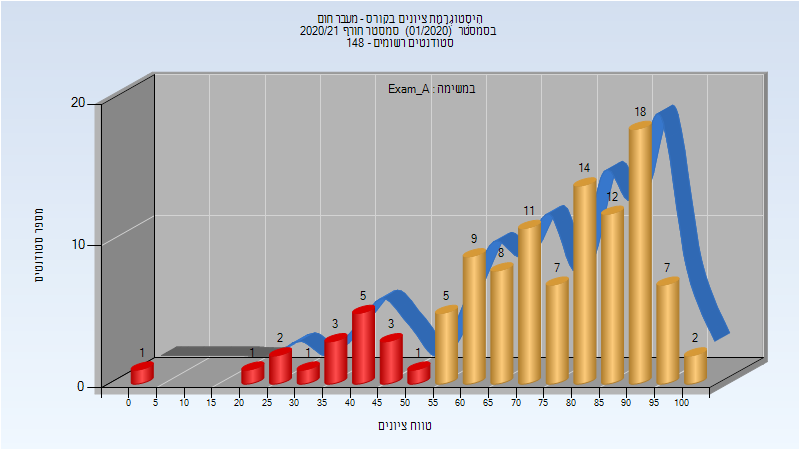 היסטוגרמת ציונים בקורס - מעבר חום
בסמסטר (01/2020) סמסטר חורף 2020/21
סטודנטים רשומים - 148
במשימה : Exam_A
מספר סטודנטים
20
10
0
1 1 2 1 3 5 3 1 5 9 8 11 7 14 12 18 7 2
0 5 10 15 20 25 30 35 40 45 50 55 60 65 70 75 80 85 90 95 100
טווח ציונים